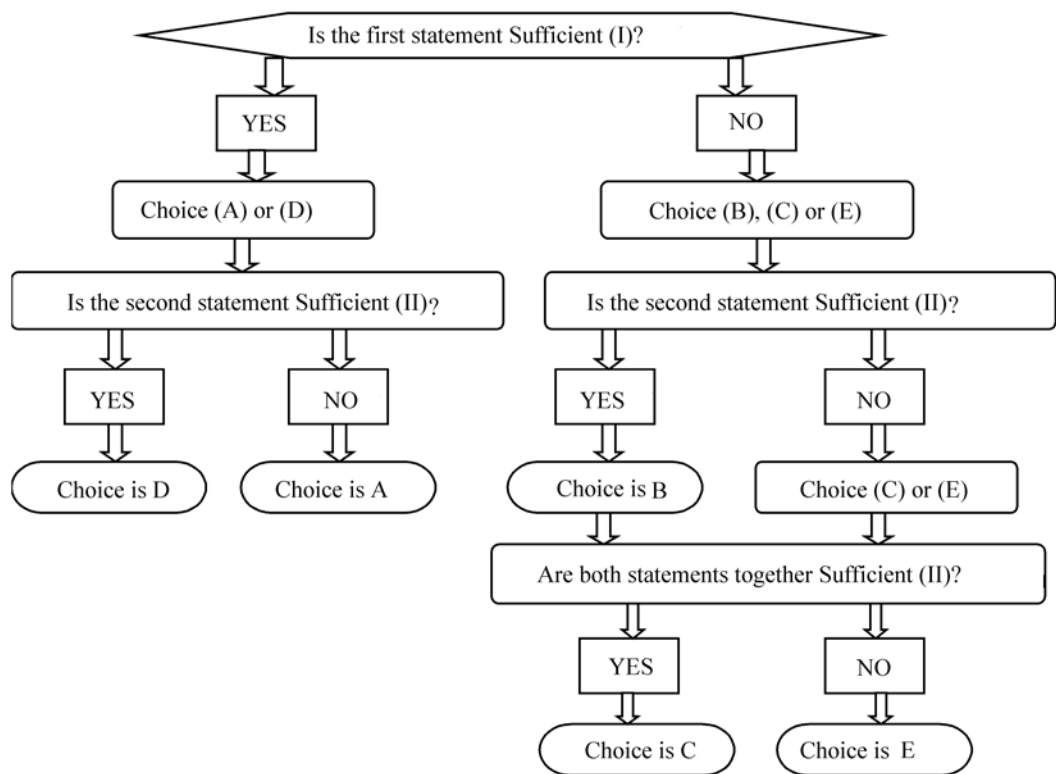 Is the first statement Sufficient (I)?
YES
NO
Choice (A) or (D)
Choice (B), (C) or (E)
Is the second statement Sufficient (II)?
Is the second statement Sufficient (II)?
YES
NO
YES
NO
Choice is D
Choice is A
Choice is B
Choice (C) or (E)
Are both statements together Sufficient (II)?
YES
NO
Choice is C
Choice is E